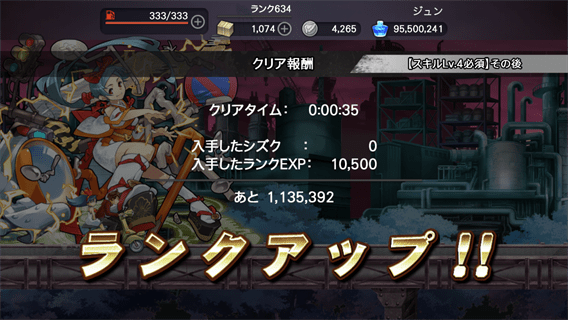 ランク634
ジュン
333/333
1,074
4,265
95,500,241
クリア報酬
【スキルLv.4必須】その後
クリアタイム: 0:00:35
入手したシズク : 0
入手したランクEXP: 10,500
あと 1,135,392
ランクアップ!!